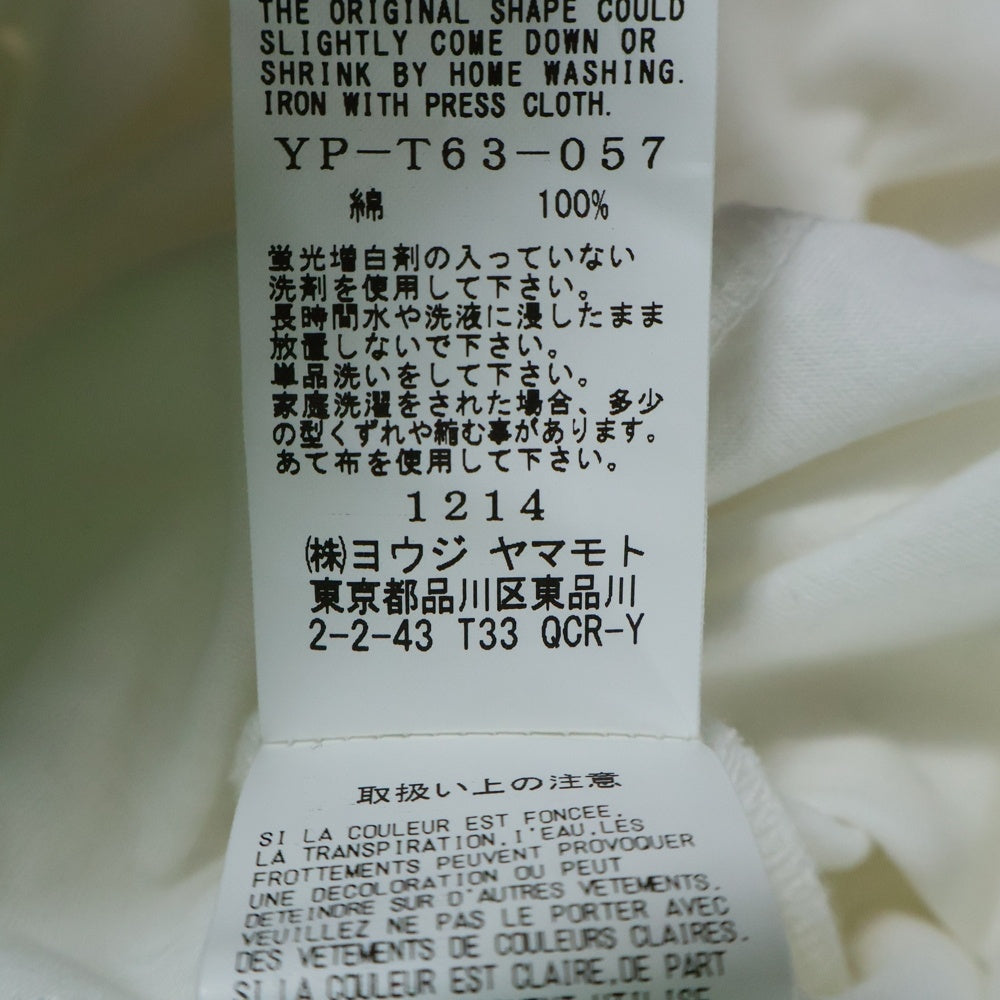 THE ORIGINAL SHAPE COULD
SLIGHTLY COME DOWN OR
SHRINK BY HOME WASHING.
IRON WITH PRESS CLOTH.
YP-T63-057
綿 100%
蛍光増白剤の入っていない
洗剤を使用して下さい。
長時間水や洗液に浸したまま
放置しないで下さい。
単品洗いをして下さい。
家庭洗濯をされた場合、多少
の型くずれや縮む事があります。
あて布を使用して下さい。
1214
㈱ヨウジ ヤマモト
東京都品川区東品川
2-2-43 T33 QCR-Y
取扱い上の注意
SI LA COULEUR EST FONCEE,
LA TRANSPIRATION, I'EAU,LES
FROTTEMENTS PEUVENT PROVOQUER
UNE DECOLORATION OU PEUT
DETEINDRE SUR D'AUTRES VETEMENTS.
VEUILLEZ NE PAS LE PORTER AVEC
DES VETEMENTS DE COULEURS CLAIRES.
SI LA COULEUR EST CLAIRE,DE PART